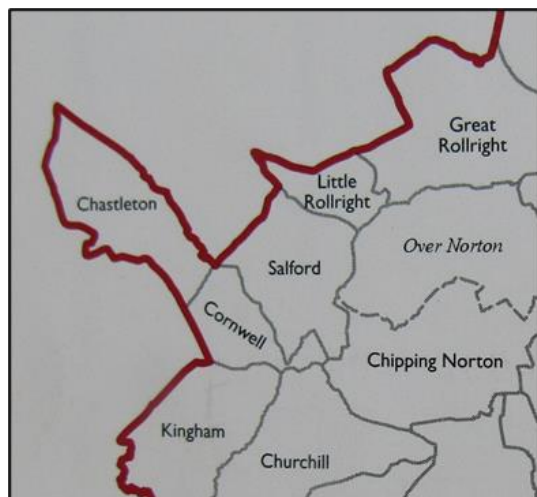 Great
Rollright
Little
Rollright
Chastleton
Over Norton
Salford
Cornwell
Chipping Norton
Kingham
Churchill